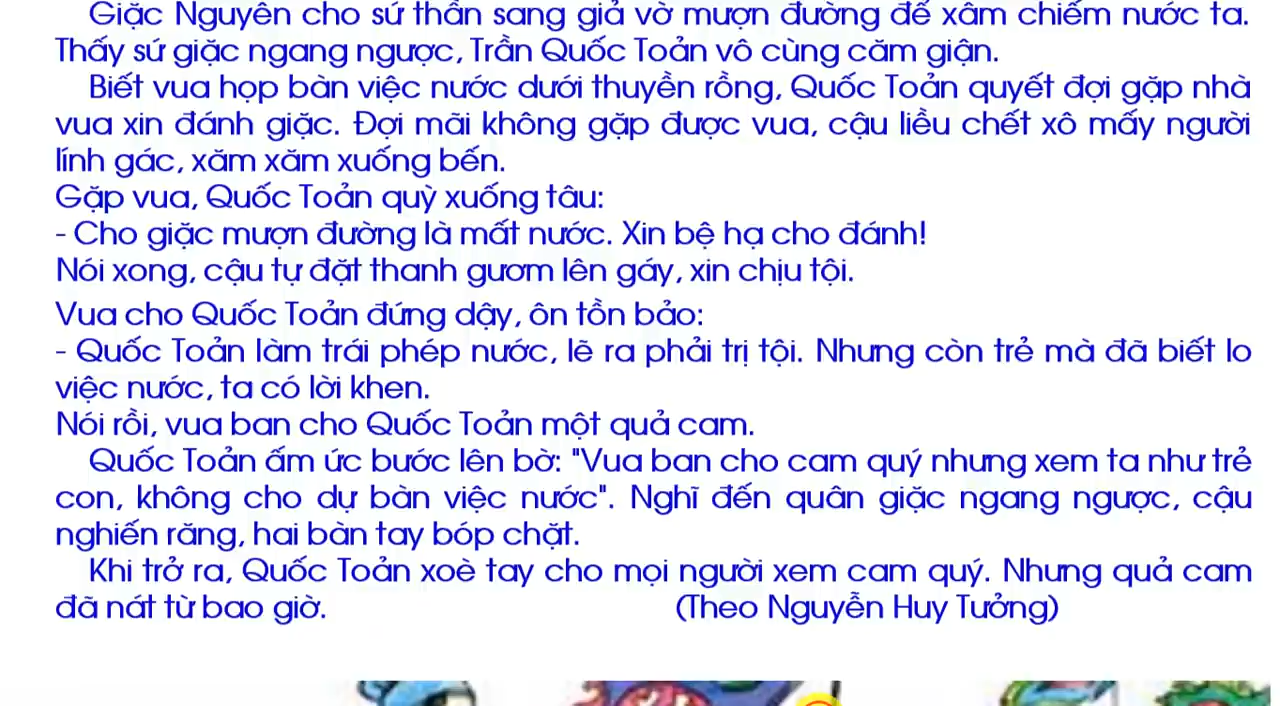 Giặc Nguyên cho sứ thần sang giả vờ mượn đường để xâm chiếm nước ta.
Thấy sứ giặc ngang ngược, Trần Quốc Toản vô cùng căm giận.
Biết vua họp bàn việc nước dưới thuyền rồng, Quốc Toản quyết đợi gặp nhà
vua xin đánh giặc. Đợi mãi không gặp được vua, cậu liều chết xô mấy người
lính gác, xăm xăm xuống bến.
Gặp vua, Quốc Toản quỳ xuống tâu:
- Cho giặc mượn đường là mất nước. Xin bệ hạ cho đánh!
Nói xong, cậu tự đặt thanh gươm lên gáy, xin chịu tội.
Vua cho Quốc Toản đứng dậy, ôn tồn bảo:
- Quốc Toản làm trái phép nước, lẽ ra phải trị tội. Nhưng còn trẻ mà đã biết lo
việc nước, ta có lời khen.
Nói rồi, vua ban cho Quốc Toản một quả cam.
Quốc Toản ấm ức bước lên bờ: "Vua ban cho cam quý nhưng xem ta như trẻ
con, không cho dự bàn việc nước". Nghĩ đến quân giặc ngang ngược, cậu
nghiến răng, hai bàn tay bóp chặt.
Khi trở ra, Quốc Toản xoè tay cho mọi người xem cam quý. Nhưng quả cam
đã nát từ bao giờ. (Theo Nguyễn Huy Tưởng)